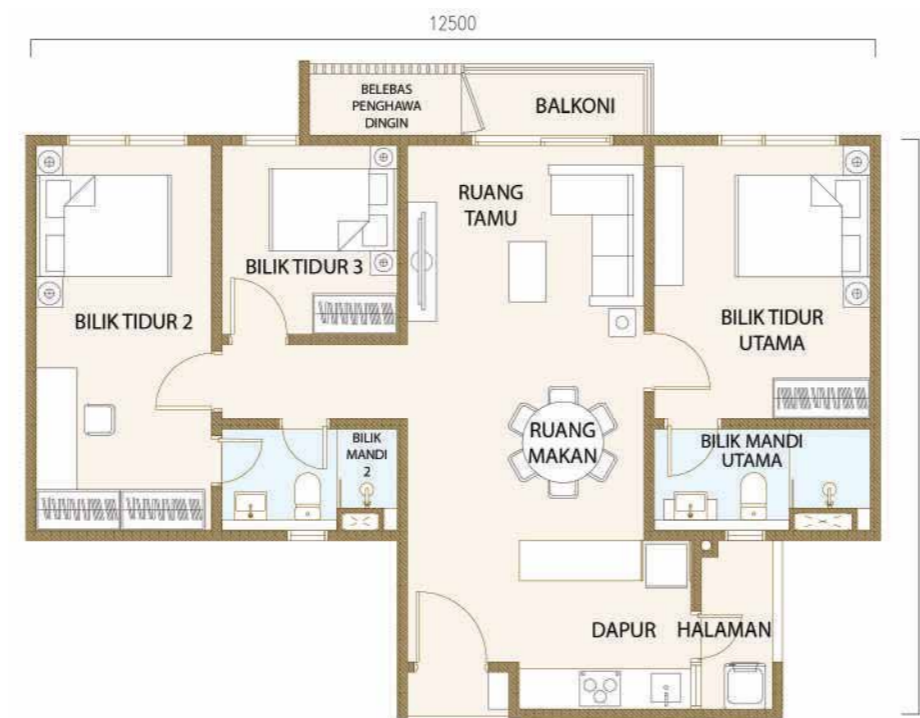 12500
BELEBAS
PENGHAWA
DINGIN
BALKONI
RUANG
TAMU
BILIK TIDUR 3
BILIK TIDUR 2
BILIK TIDUR
UTAMA
RUANG
MAKAN
BILIK
MANDI
2
BILIK MANDI
UTAMA
DAPUR
HALAMAN